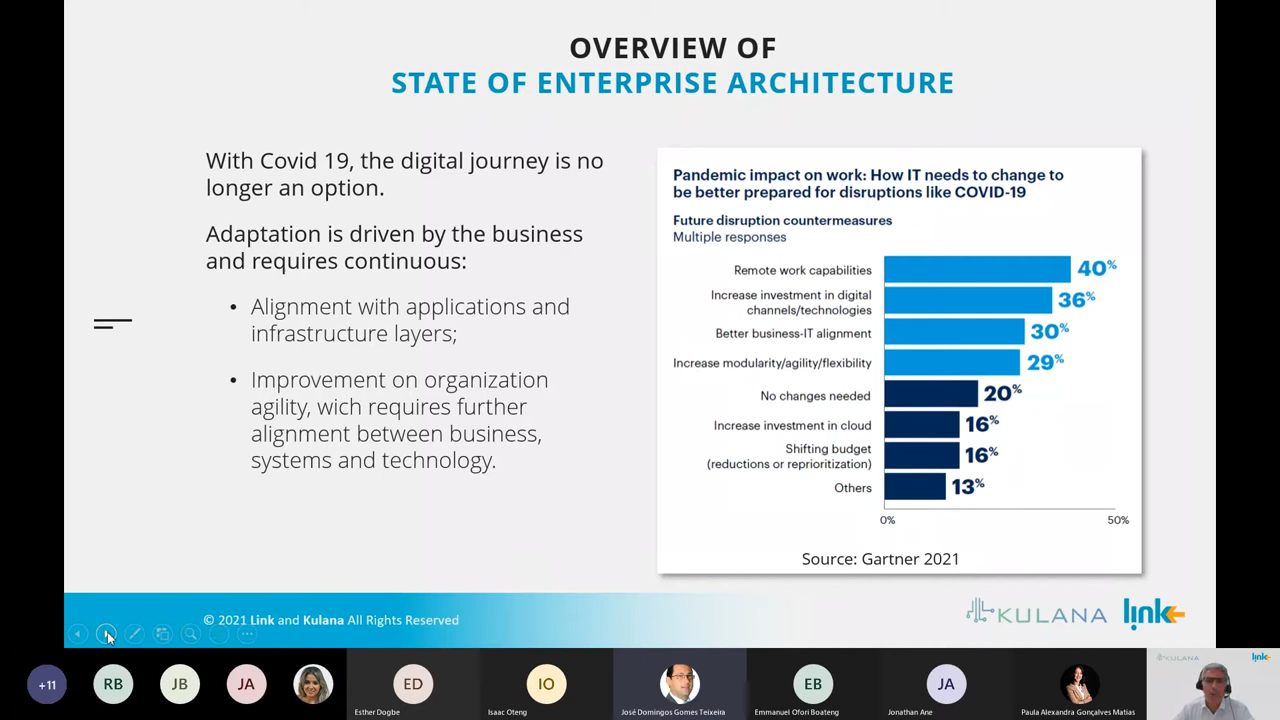 OVERVIEW OF
STATE OF ENTERPRISE ARCHITECTURE
With Covid 19, the digital journey is no
longer an option.
Adaptation is driven by the business
and requires continuous:
• Alignment with applications and
infrastructure layers;
• Improvement on organization
agility, wich requires further
alignment between business,
systems and technology.
Pandemic impact on work: How IT needs to change to
be better prepared for disruptions like COVID-19
Future disruption countermeasures
Multiple responses
Remote work capabilities 40%
Increase investment in digital
channels/technologies 36%
Better business-IT alignment 30%
Increase modularity/agility/flexibility 29%
No changes needed 20%
Increase investment in cloud 16%
Shifting budget
(reductions or reprioritization) 16%
Others 13%
0% 50%
Source: Gartner 2021
© 2021 Link and Kulana All Rights Reserved
KULANA link
+11 RB JB JA ED IO EB JA
Esther Dogbe Isaac Oteng José Domingos Gomes Teixeira Emmanuel Ofori Boateng Jonathan Ane Paula Alexandra Gonçalves Matias
KULANA link